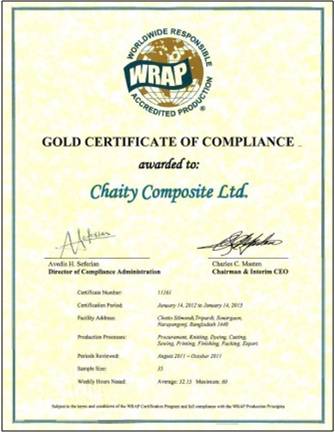 WORLDWIDE RESPONSIBLE
WRAP
ACCREDITED PRODUCTION
®
GOLD CERTIFICATE OF COMPLIANCE
awarded to:
Chaity Composite Ltd.
Avedis H. Seferian
Director of Compliance Administration
Charles C. Masten
Chairman & Interim CEO
Certificate Number: 11161
Certification Period: January 14, 2012 to January 14, 2013
Facility Address: Chotto Silmondi, Tripurdi, Sonargaon,
Narayangonj, Bangladesh 1440
Production Processes: Procurement, Knitting, Dyeing, Cutting,
Sewing, Printing, Finishing, Packing, Export
Periods Reviewed: August 2011 – October 2011
Sample Size: 35
Weekly Hours Noted: Average: 52.15 Maximum: 60
Subject to the terms and conditions of the WRAP Certification Program and full compliance with the WRAP Production Principles